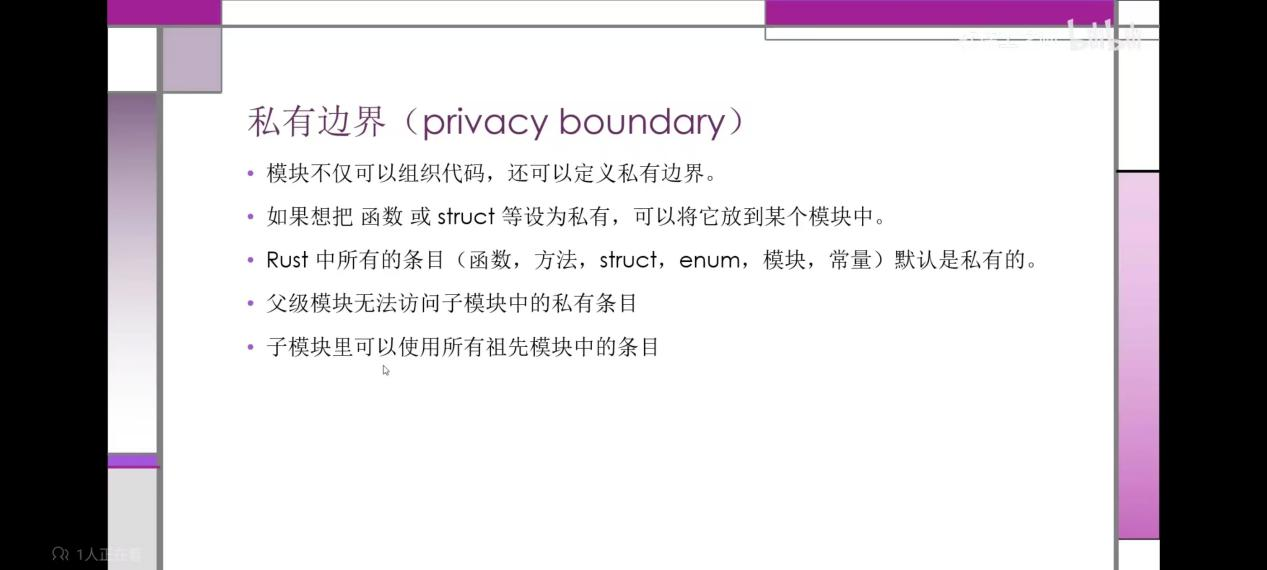 私有边界（privacy boundary）
模块不仅可以组织代码，还可以定义私有边界。
如果想把 函数 或 struct 等设为私有，可以将它放到某个模块中。
Rust 中所有的条目（函数，方法，struct，enum，模块，常量）默认是私有的。
父级模块无法访问子模块中的私有条目
子模块里可以使用所有祖先模块中的条目
1人正在看